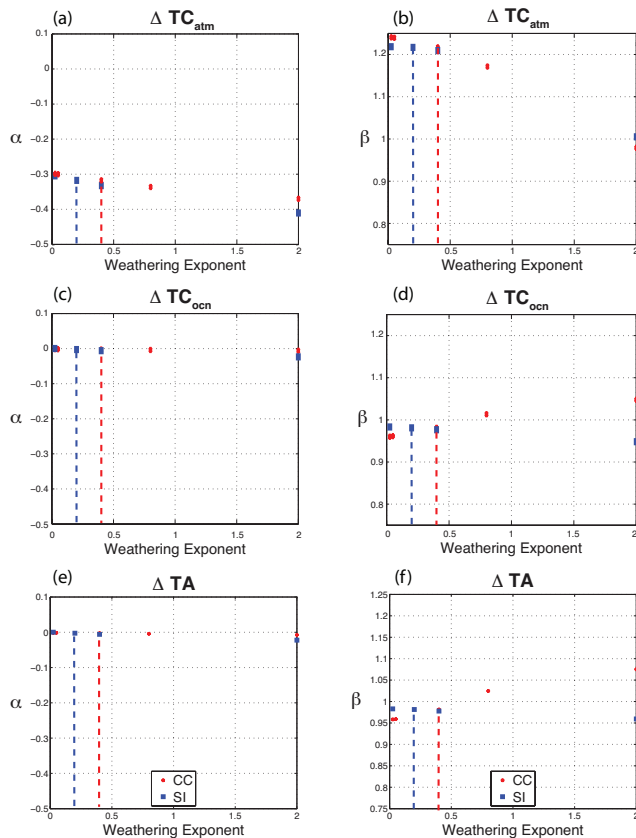 (a) Δ TCatm
0.1
0
−0.1
−0.2
−0.3
−0.4
−0.5
α
0.5 1 1.5 2
Weathering Exponent
(b) Δ TCatm
1.2
1.1
1
0.9
0.8
β
0 0.5 1 1.5 2
Weathering Exponent
(c) Δ TCocn
0.1
0
−0.1
−0.2
−0.3
−0.4
−0.5
α
0 0.5 1 1.5 2
Weathering Exponent
(d) Δ TCocn
1.2
1.1
1
0.9
0.8
β
0 0.5 1 1.5 2
Weathering Exponent
(e) Δ TA
0.1
0
−0.1
−0.2
−0.3
−0.4
−0.5
α
0 0.5 1 1.5 2
Weathering Exponent
CC
SI
(f) Δ TA
1.25
1.2
1.15
1.1
1.05
1
0.95
0.9
0.85
0.8
0.75
β
0 0.5 1 1.5 2
Weathering Exponent
CC
SI